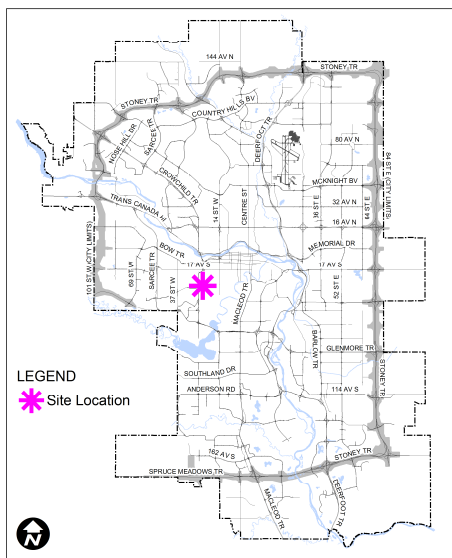 144 AV N
STONEY TR
STONEY TR
COUNTRY HILLS BV
DEERFOOT TR
NOSE HILL DR
SARCEE TR
80 AV N
CROWCHILD TR
MCKNIGHT BV
84 ST E (CITY LIMITS)
TRANS CANADA
14 ST W
CENTRE ST
36 ST E
32 AV N
44 ST E
16 AV N
BOW TR
MEMORIAL DR
17 AV S
17 AV S
101 ST W (CITY LIMITS)
69 ST W
SARCEE TR
37 ST W
MACLEOD TR
52 ST E
BARLOW TR
GLENMORE TR
STONEY TR
SOUTHLAND DR
ANDERSON RD
114 AV S
LEGEND
Site Location
162 AV S
STONEY TR
SPRUCE MEADOWS TR
MACLEOD TR
DEERFOOT TR
N